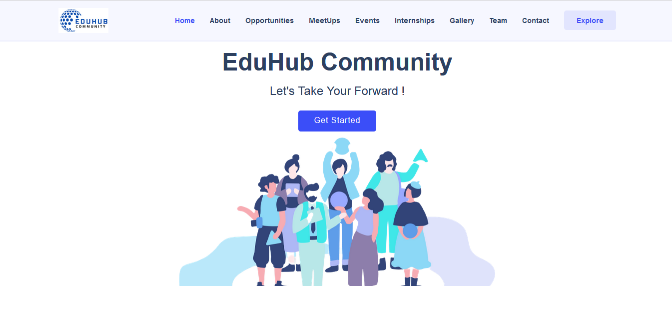 EDUHUB
COMMUNITY
Home About Opportunities MeetUps Events Internships Gallery Team Contact Explore
EduHub Community
Let's Take Your Forward !
Get Started